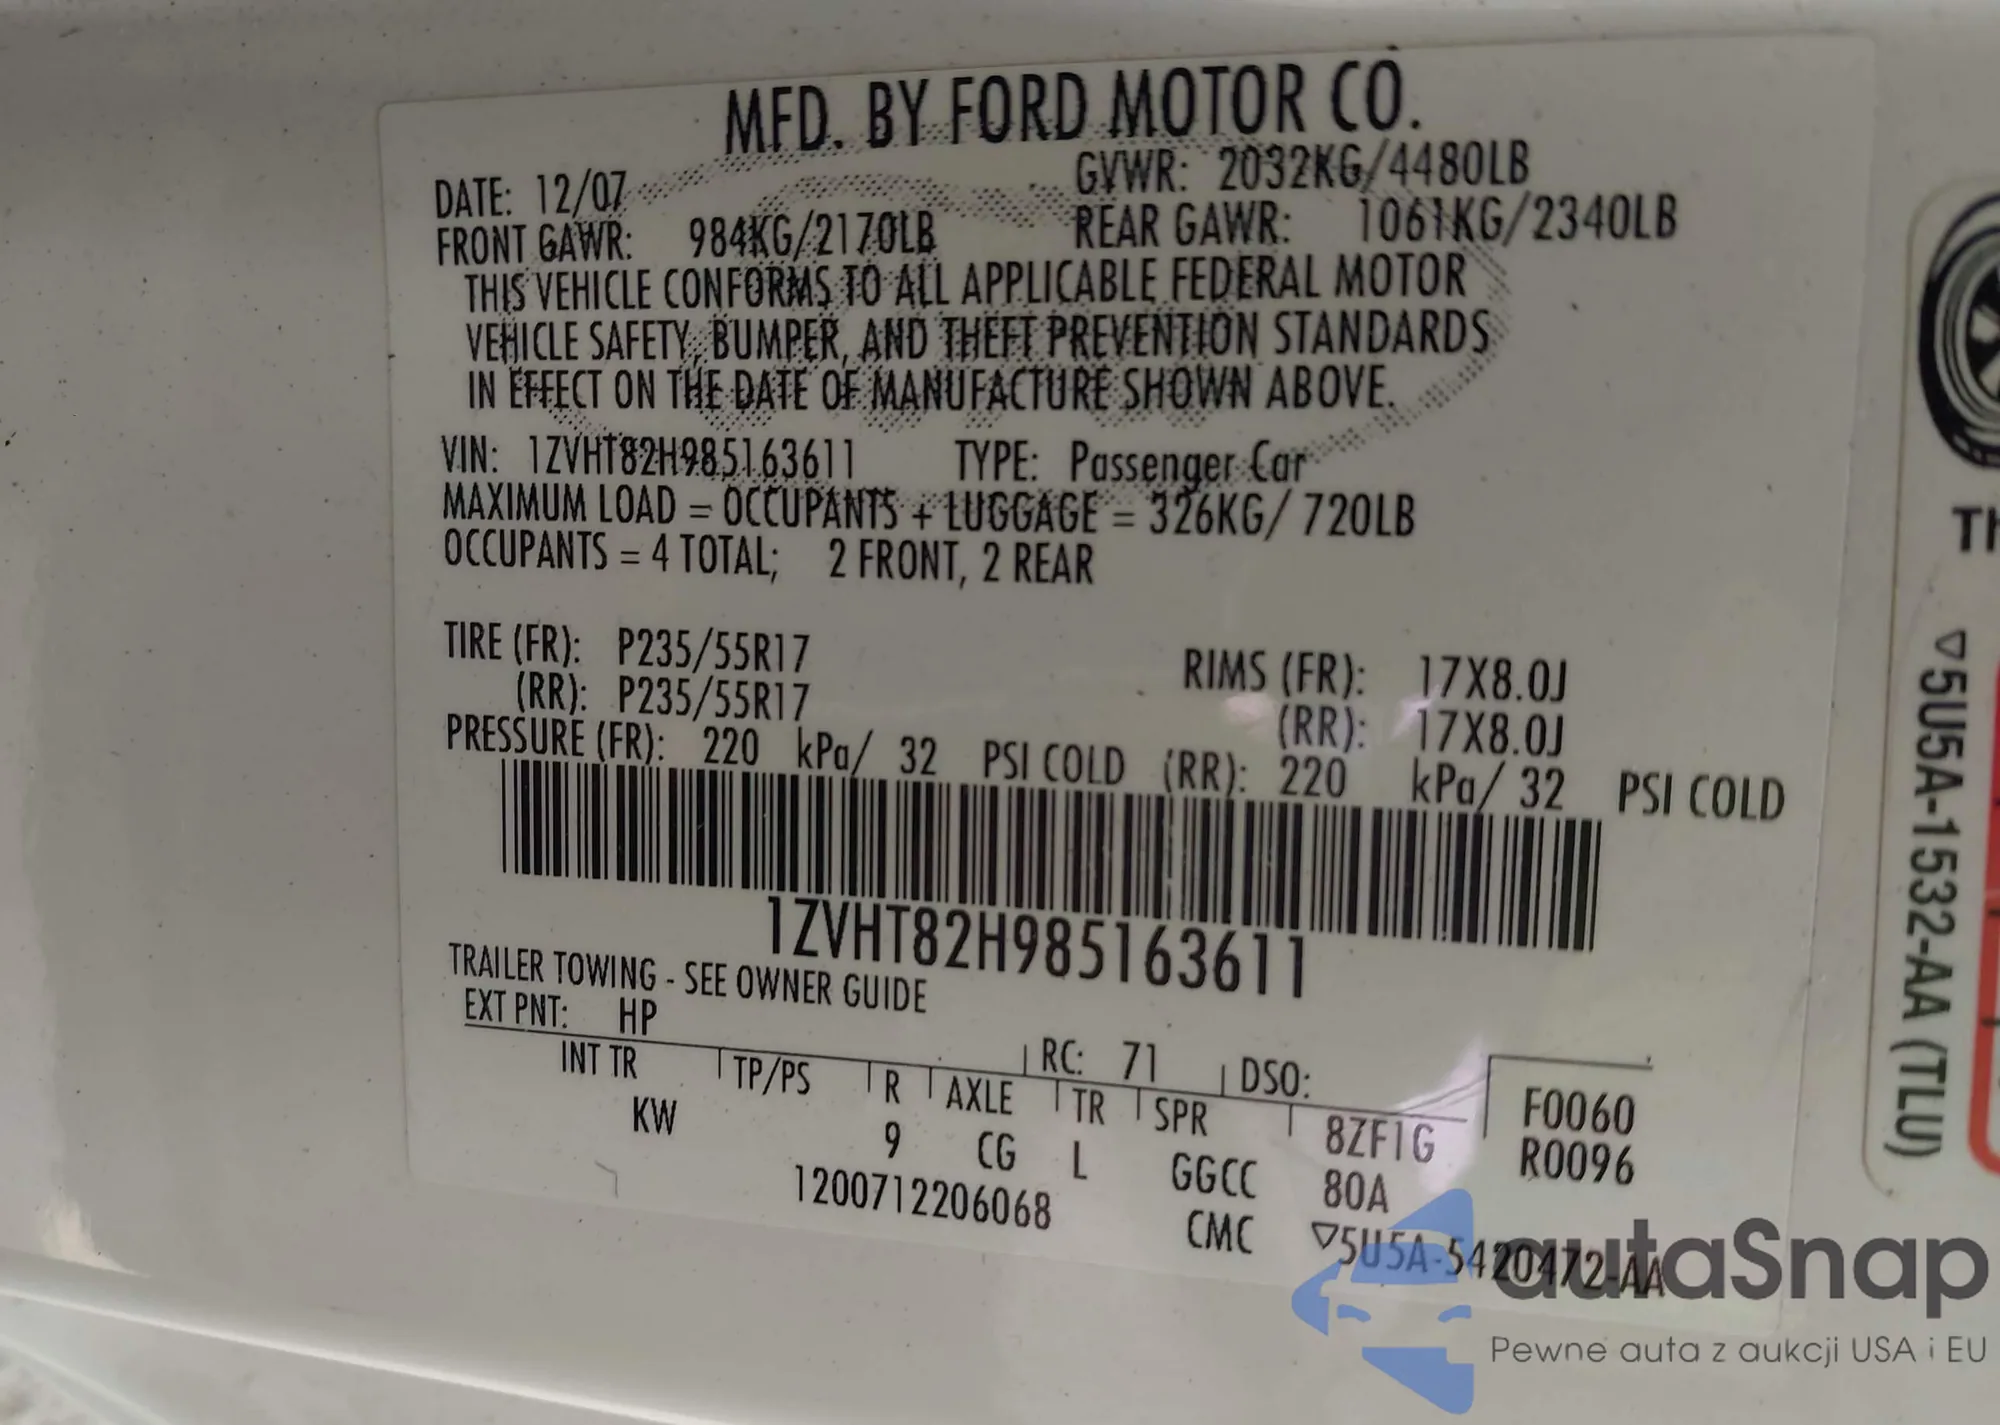 MFD. BY FORD MOTOR CO.
DATE: 12/07 GVWR: 2032KG/4480LB
FRONT GAWR: 984KG/2170LB REAR GAWR: 1061KG/2340LB
THIS VEHICLE CONFORMS TO ALL APPLICABLE FEDERAL MOTOR
VEHICLE SAFETY, BUMPER, AND THEFT PREVENTION STANDARDS
IN EFFECT ON THE DATE OF MANUFACTURE SHOWN ABOVE.
VIN: 1ZVHT82H985163611 TYPE: Passenger Car
MAXIMUM LOAD = OCCUPANTS + LUGGAGE = 326KG/ 720LB
OCCUPANTS = 4 TOTAL; 2 FRONT, 2 REAR
TIRE (FR): P235/55R17 RIMS (FR): 17X8.0J
(RR): P235/55R17 (RR): 17X8.0J
PRESSURE (FR): 220 kPa/ 32 PSI COLD (RR): 220 kPa/ 32 PSI COLD
1ZVHT82H985163611
TRAILER TOWING - SEE OWNER GUIDE
EXT PNT: HP RC: 71 DSO:
INT TR TP/PS R AXLE TR SPR 8ZF1G F0060
KW 9 CG L GGCC 80A R0096
1200712206068 CMC ▽5U5A-5420472-AA
▽5U5A-1532-AA (TLU)
autaSnap
Pewne auta z aukcji USA i EU